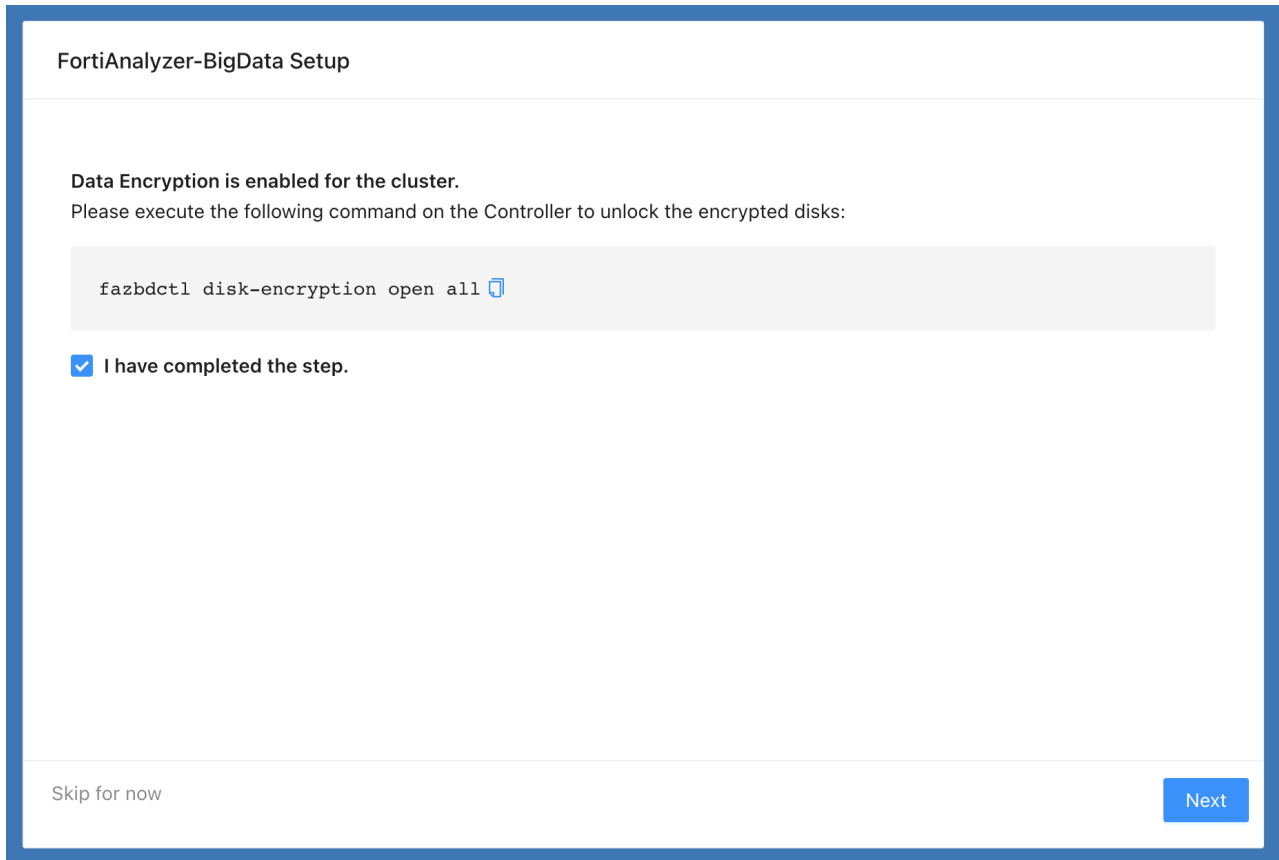 FortiAnalyzer-BigData Setup
Data Encryption is enabled for the cluster.
Please execute the following command on the Controller to unlock the encrypted disks:
fazbdctl disk-encryption open all
I have completed the step.
Skip for now
Next